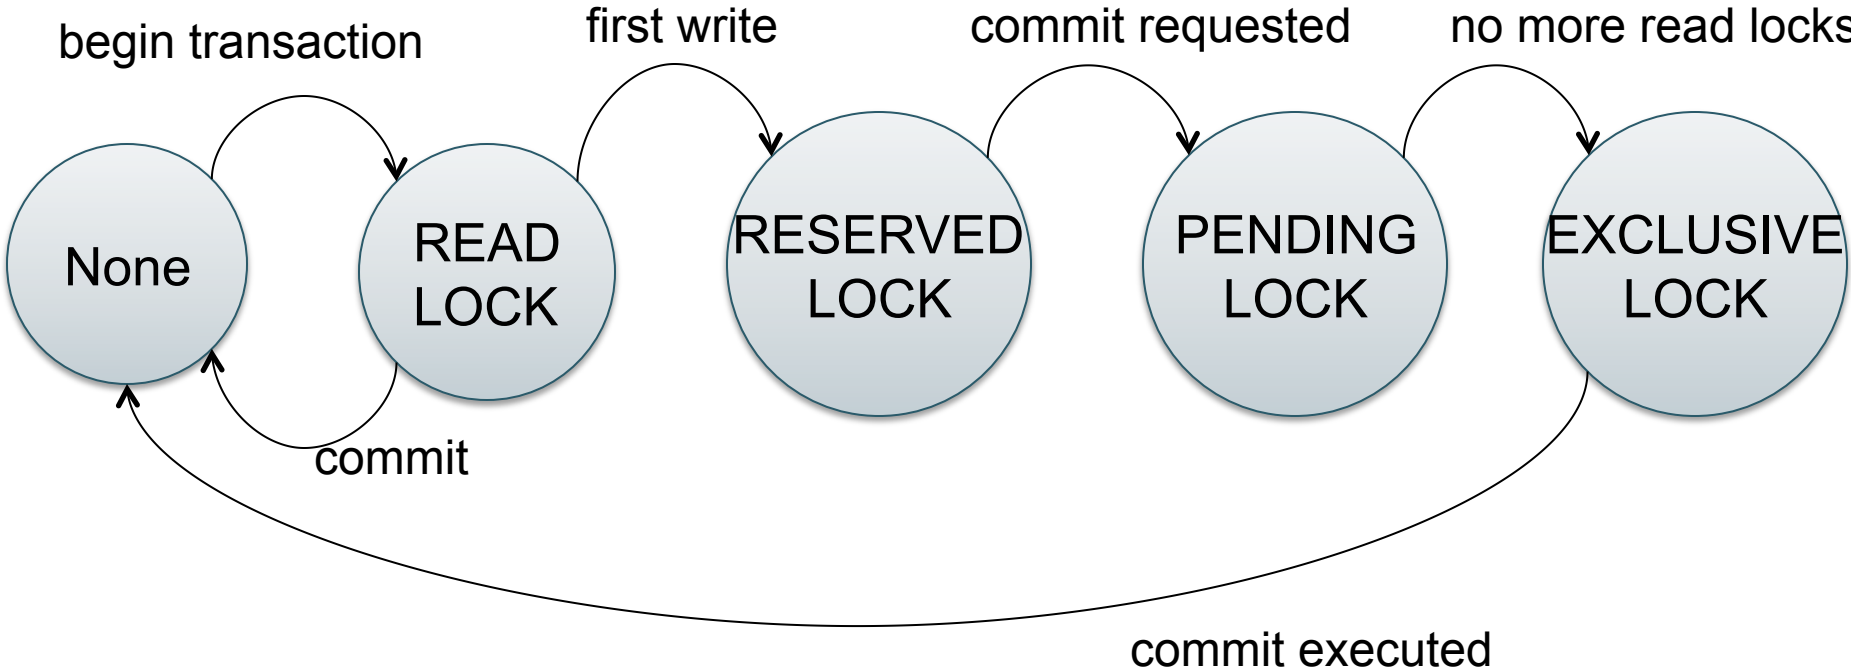 begin transaction
first write
commit requested
no more read locks
None
READ
LOCK
RESERVED
LOCK
PENDING
LOCK
EXCLUSIVE
LOCK
commit
commit executed